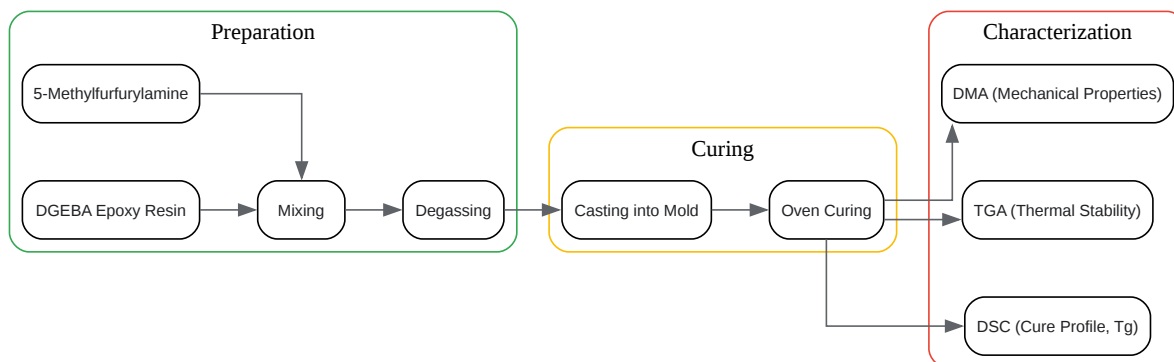 Preparation
5-Methylfurfurylamine
DGEBA Epoxy Resin
Mixing
Degassing
Curing
Casting into Mold
Oven Curing
Characterization
DMA (Mechanical Properties)
TGA (Thermal Stability)
DSC (Cure Profile, Tg)